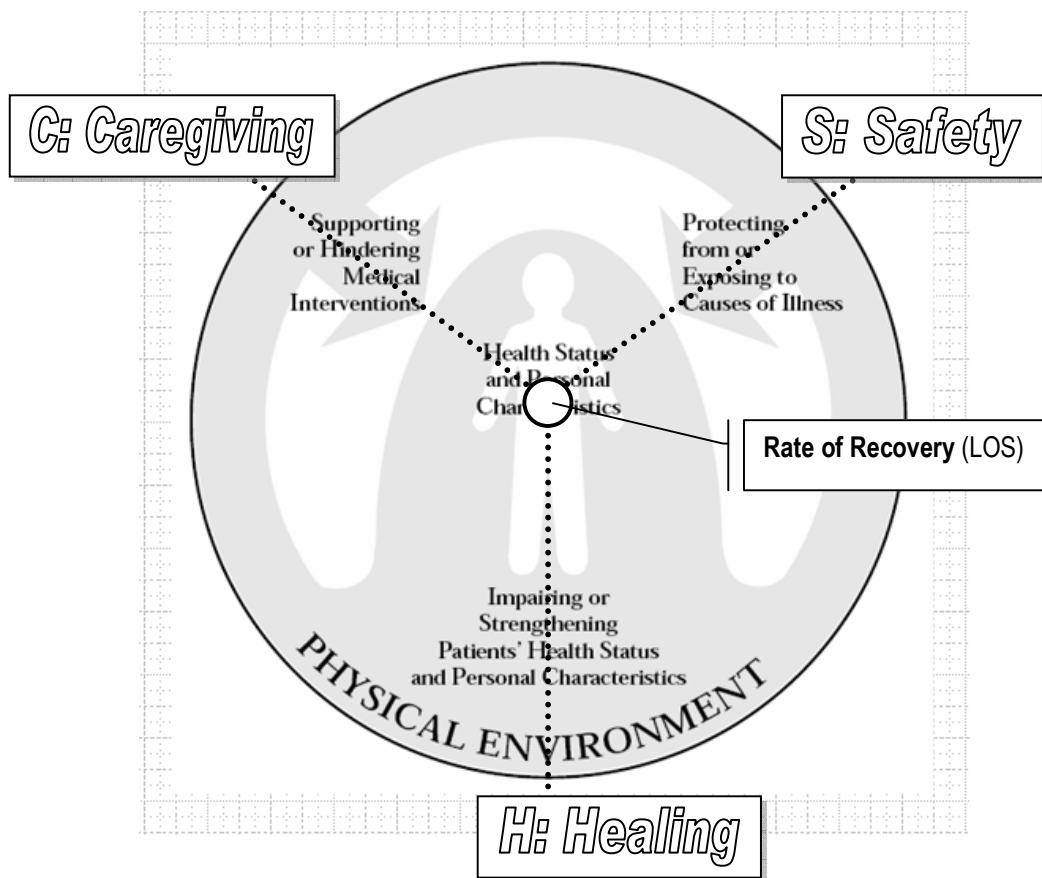 C: Caregiving
S: Safety
Supporting
or Hindering
Medical
Interventions
Protecting
from or
Exposing to
Causes of Illness
Health Status
and Personal
Characteristics
Rate of Recovery (LOS)
Impairing or
Strengthening
Patients' Health Status
and Personal Characteristics
PHYSICAL ENVIRONMENT
H: Healing